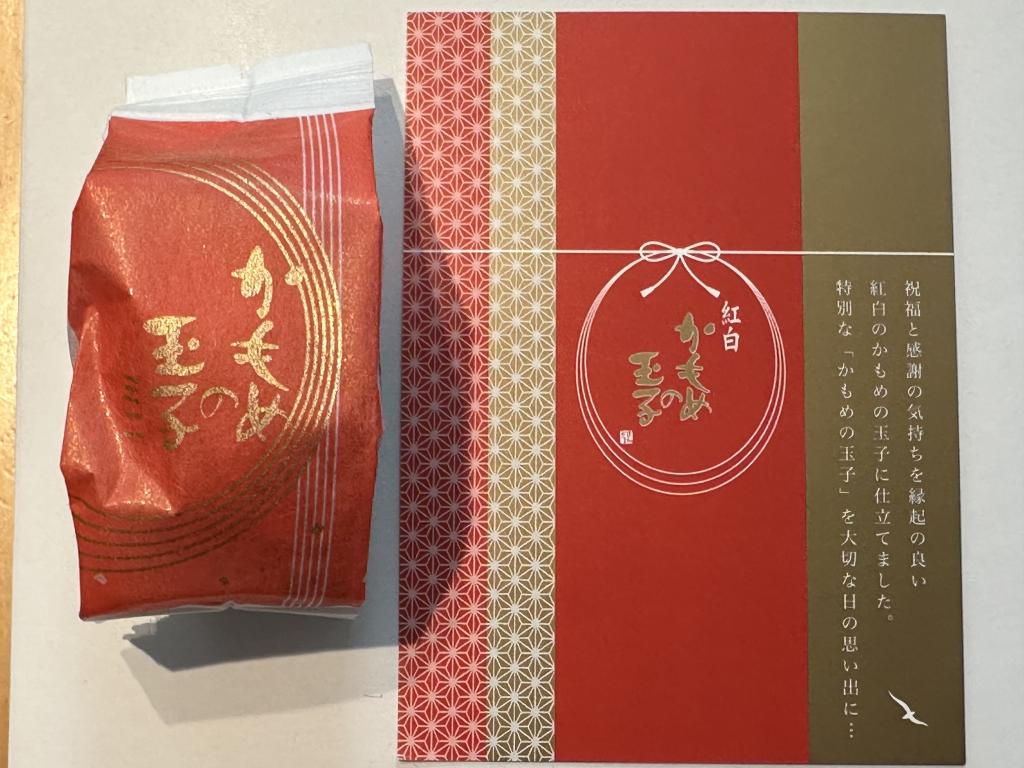 かもめ
の
玉子
紅白
かもめ
の
玉子
祝福と感謝の気持ちを縁起の良い
紅白のかもめの玉子に仕立てました。
特別な「かもめの玉子」を大切な日の思い出に…